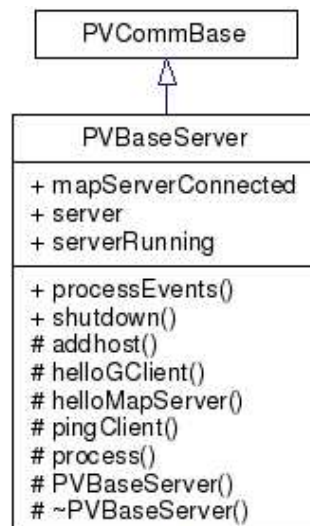 PVCommBase
PVBaseServer
+ mapServerConnected
+ server
+ serverRunning
+ processEvents()
+ shutdown()
# addhost()
# helloGClient()
# helloMapServer()
# pingClient()
# process()
# PVBaseServer()
# ~PVBaseServer()